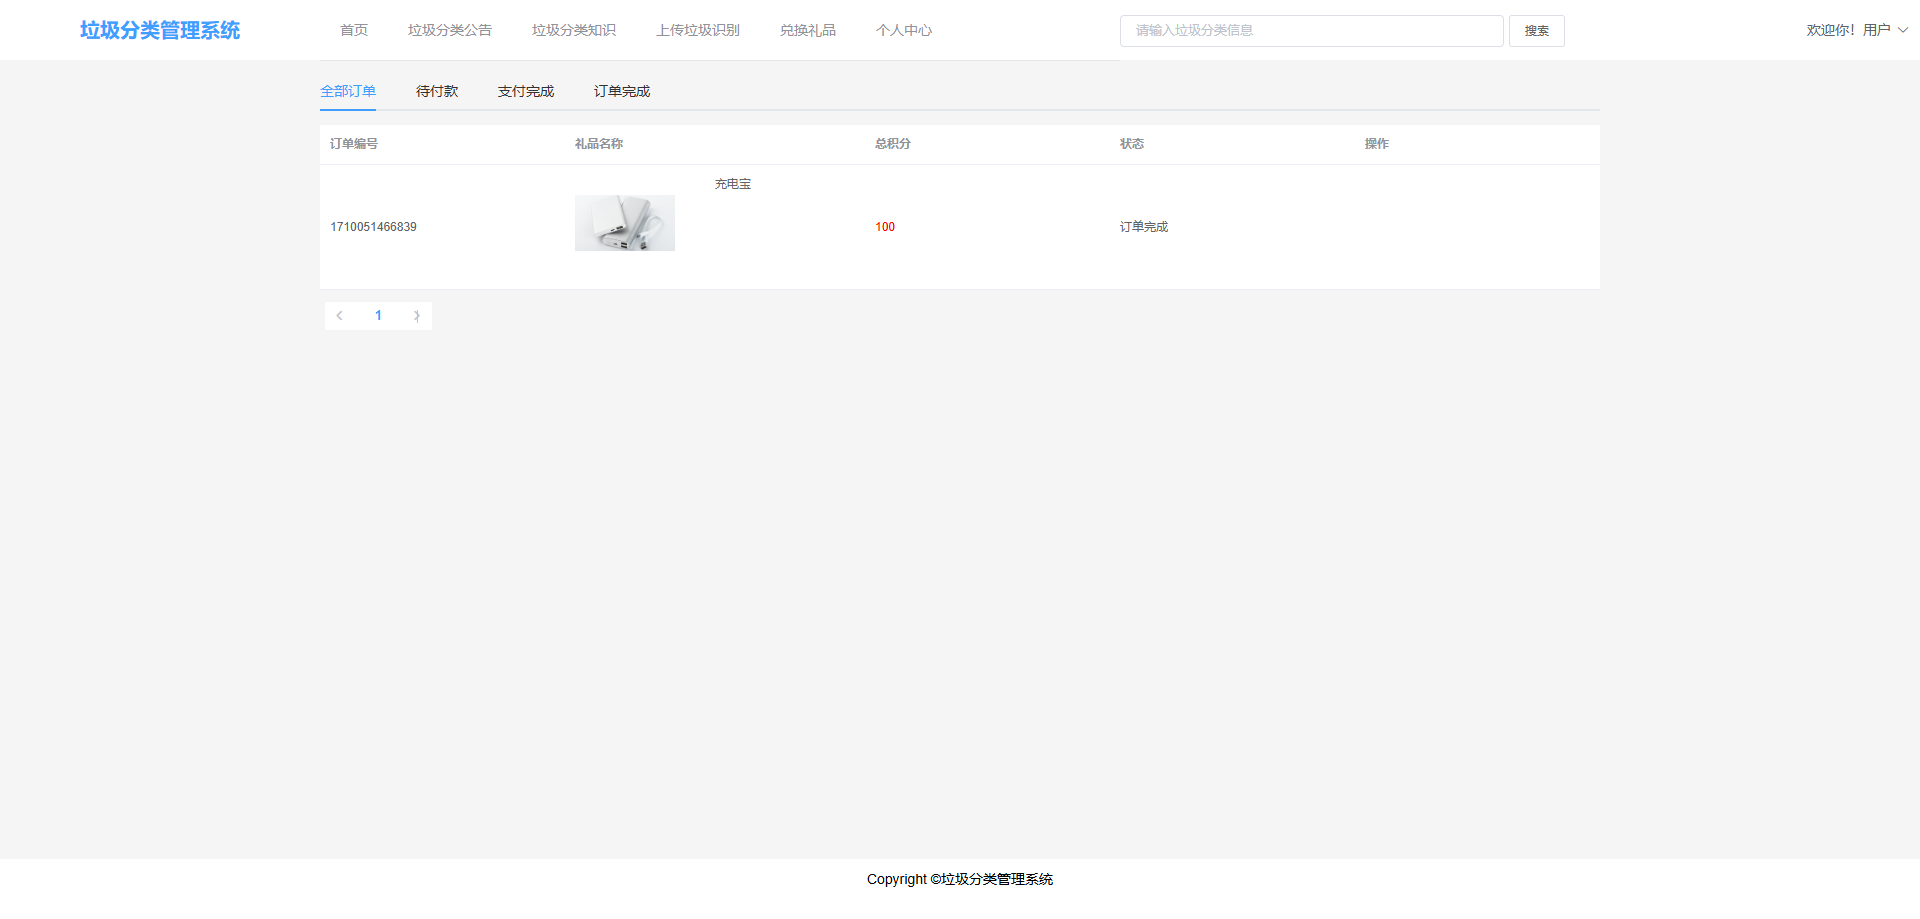 垃圾分类管理系统
首页 垃圾分类公告 垃圾分类知识 上传垃圾识别 兑换礼品 个人中心
请输入垃圾分类信息 搜索
欢迎你！用户
全部订单 待付款 支付完成 订单完成
订单编号 礼品名称 总积分 状态 操作
充电宝
1710051466839 100 订单完成
1
Copyright ©垃圾分类管理系统